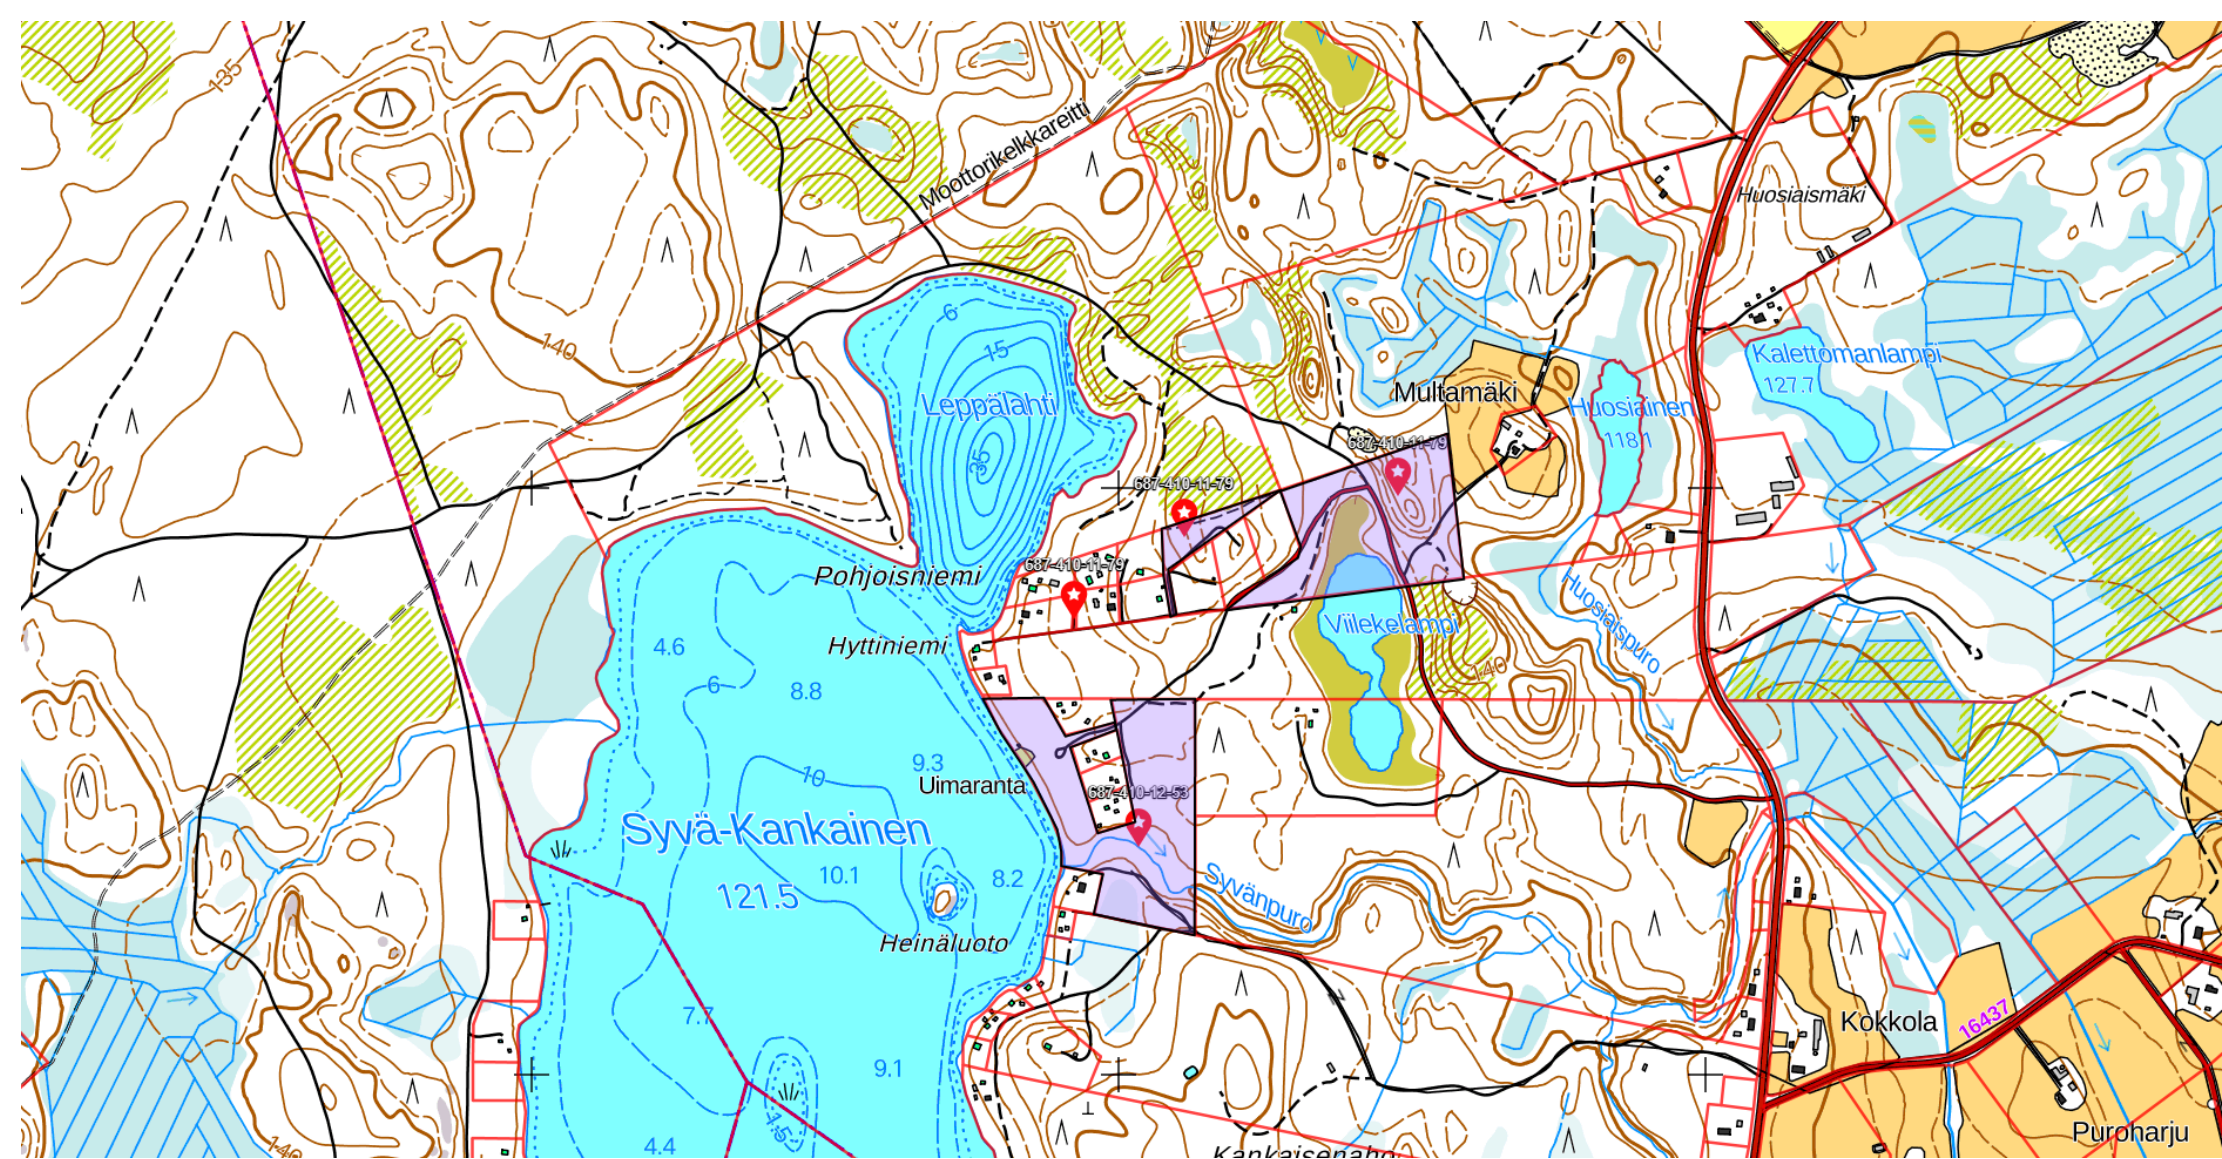 135
Moottorikelkkareitti
Huosiaismäki
6
15
140
Kalettomanlampi
127.7
Multamäki
Leppälahti
Huosiainen
118.1
687-410-11-79
35
687-410-11-79
687-410-11-79
Pohjoisniemi
Huosiaispuro
Viilekelampi
Hyttiniemi
4.6
140
6
8.8
9.3
10
Uimaranta
687-410-12-53
Syvä-Kankainen
10.1
8.2
121.5
Syvänpuro
Heinäluoto
7.7
Kokkola
16437
9.1
1.5
4.4
140
Puroharju
Kankaisenaho